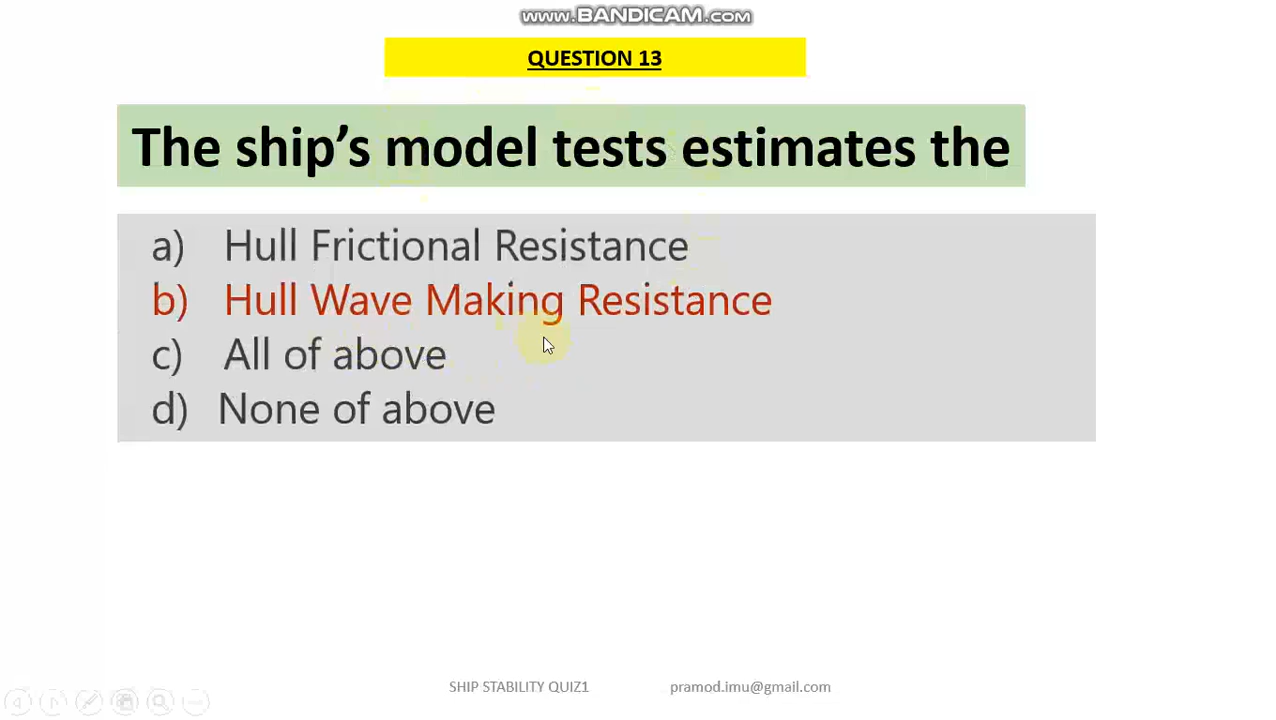 www.BANDICAM.com
QUESTION 13
The ship's model tests estimates the
a) Hull Frictional Resistance
b) Hull Wave Making Resistance
c) All of above
d) None of above
SHIP STABILITY QUIZ1 pramod.imu@gmail.com